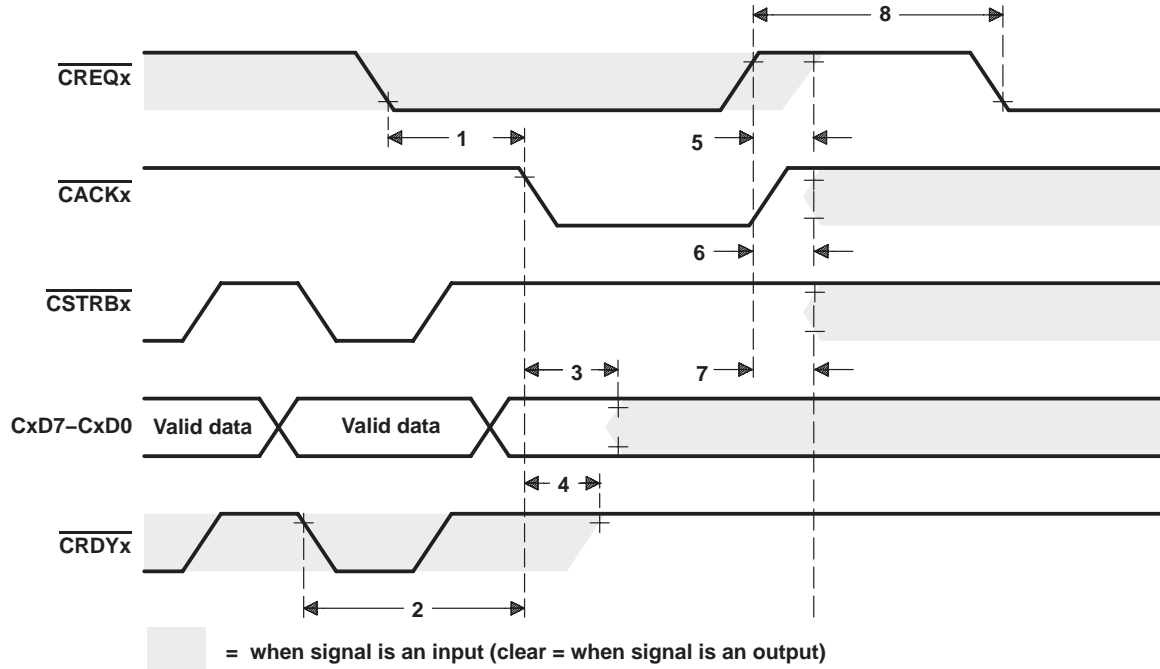 8
CREQx
1
5
CACKx
6
CSTRBx
3
7
CxD7–CxD0
Valid data
Valid data
4
CRDYx
2
= when signal is an input (clear = when signal is an output)